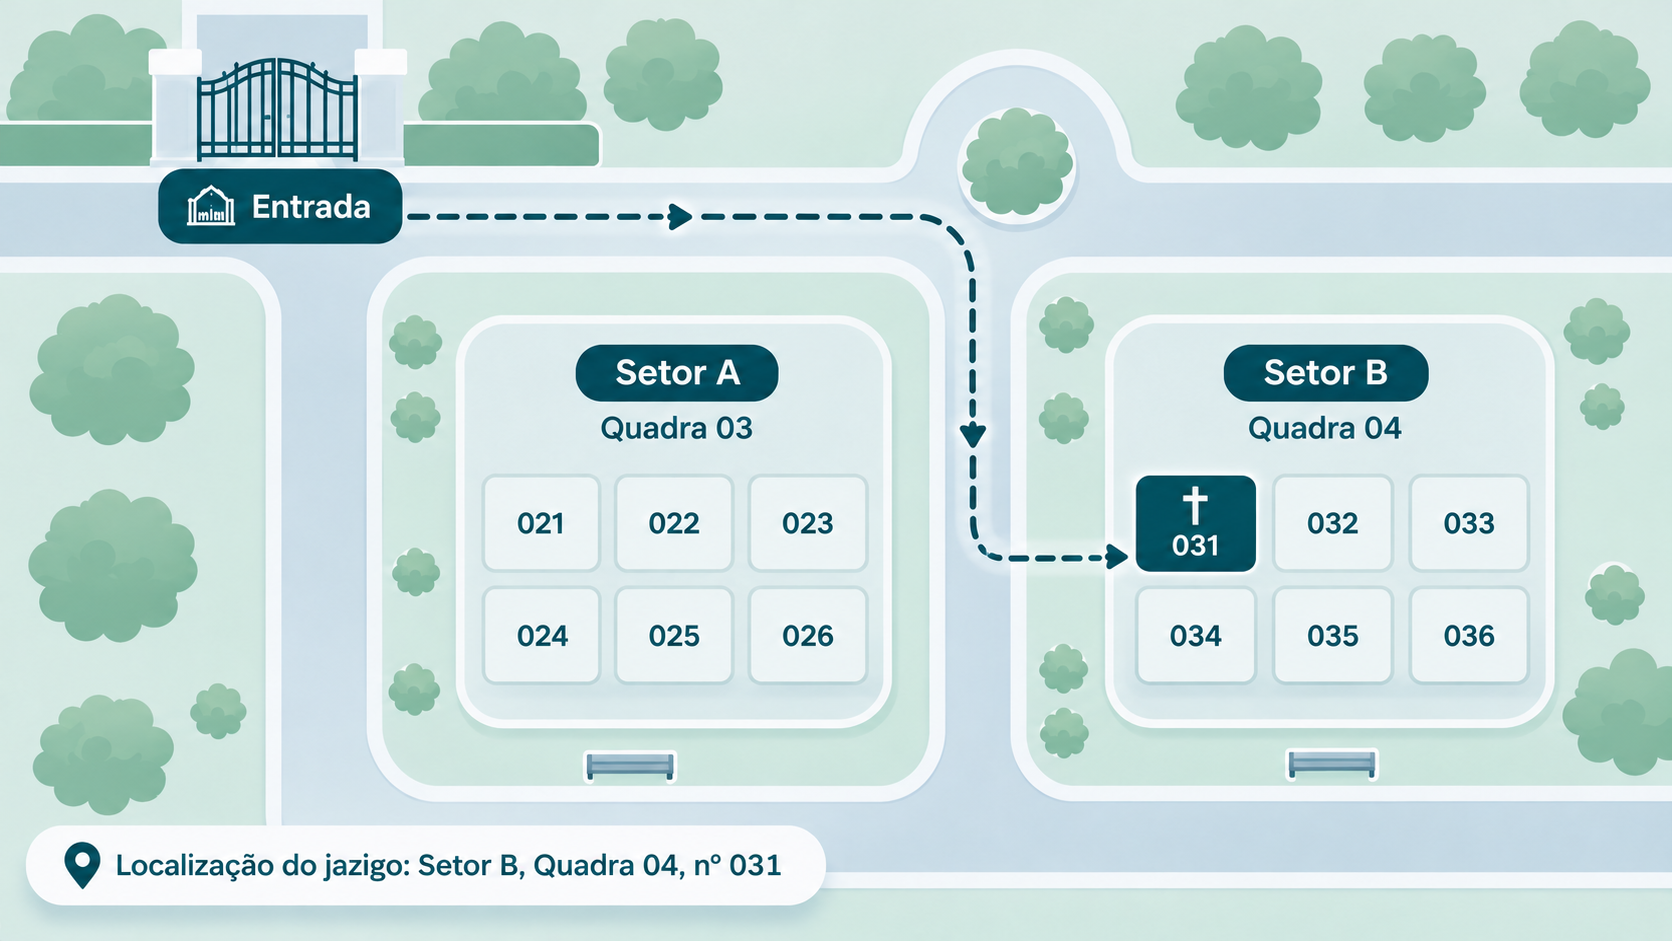 Entrada
Setor A
Quadra 03
021 022 023
024 025 026
Setor B
Quadra 04
031 032 033
034 035 036
Localização do jazigo: Setor B, Quadra 04, nº 031